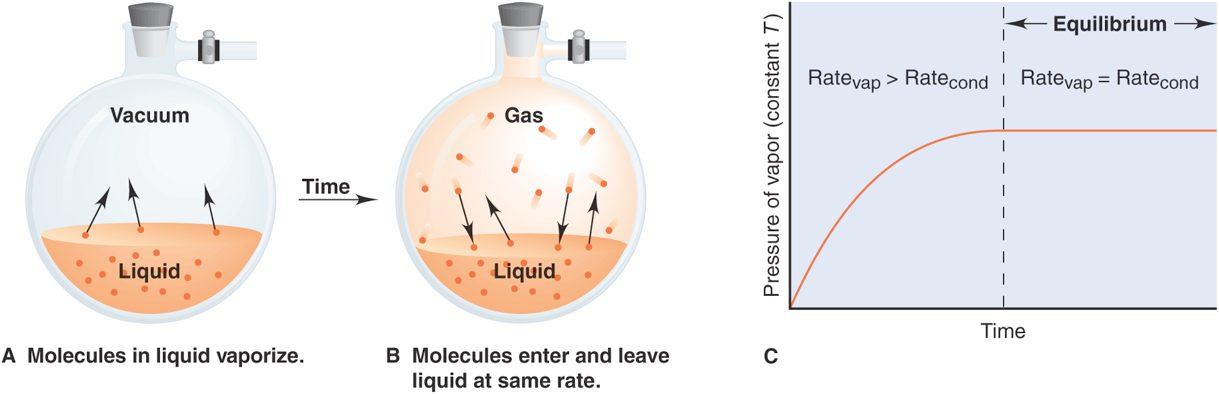 Vacuum
Liquid
A Molecules in liquid vaporize.
Time
Gas
Liquid
B Molecules enter and leave
liquid at same rate.
Pressure of vapor (constant T)
Equilibrium
Rate_vap > Rate_cond
Rate_vap = Rate_cond
Time
C